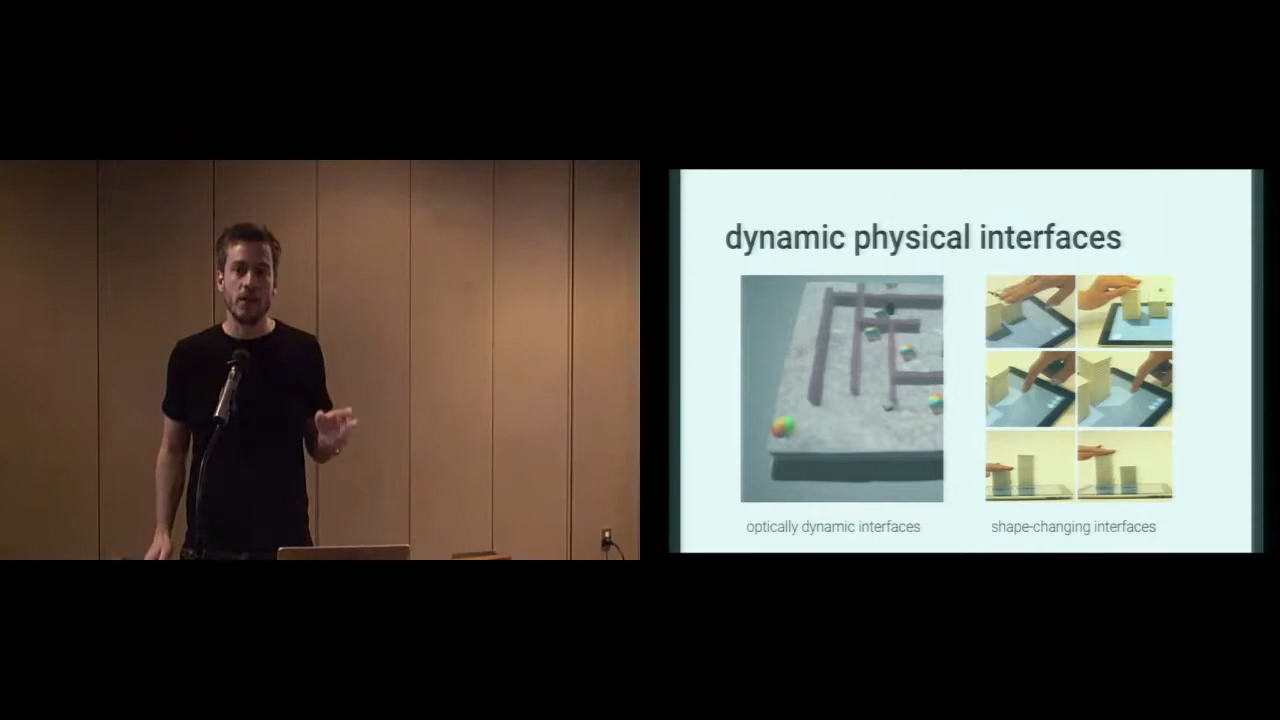 dynamic physical interfaces
optically dynamic interfaces
shape-changing interfaces